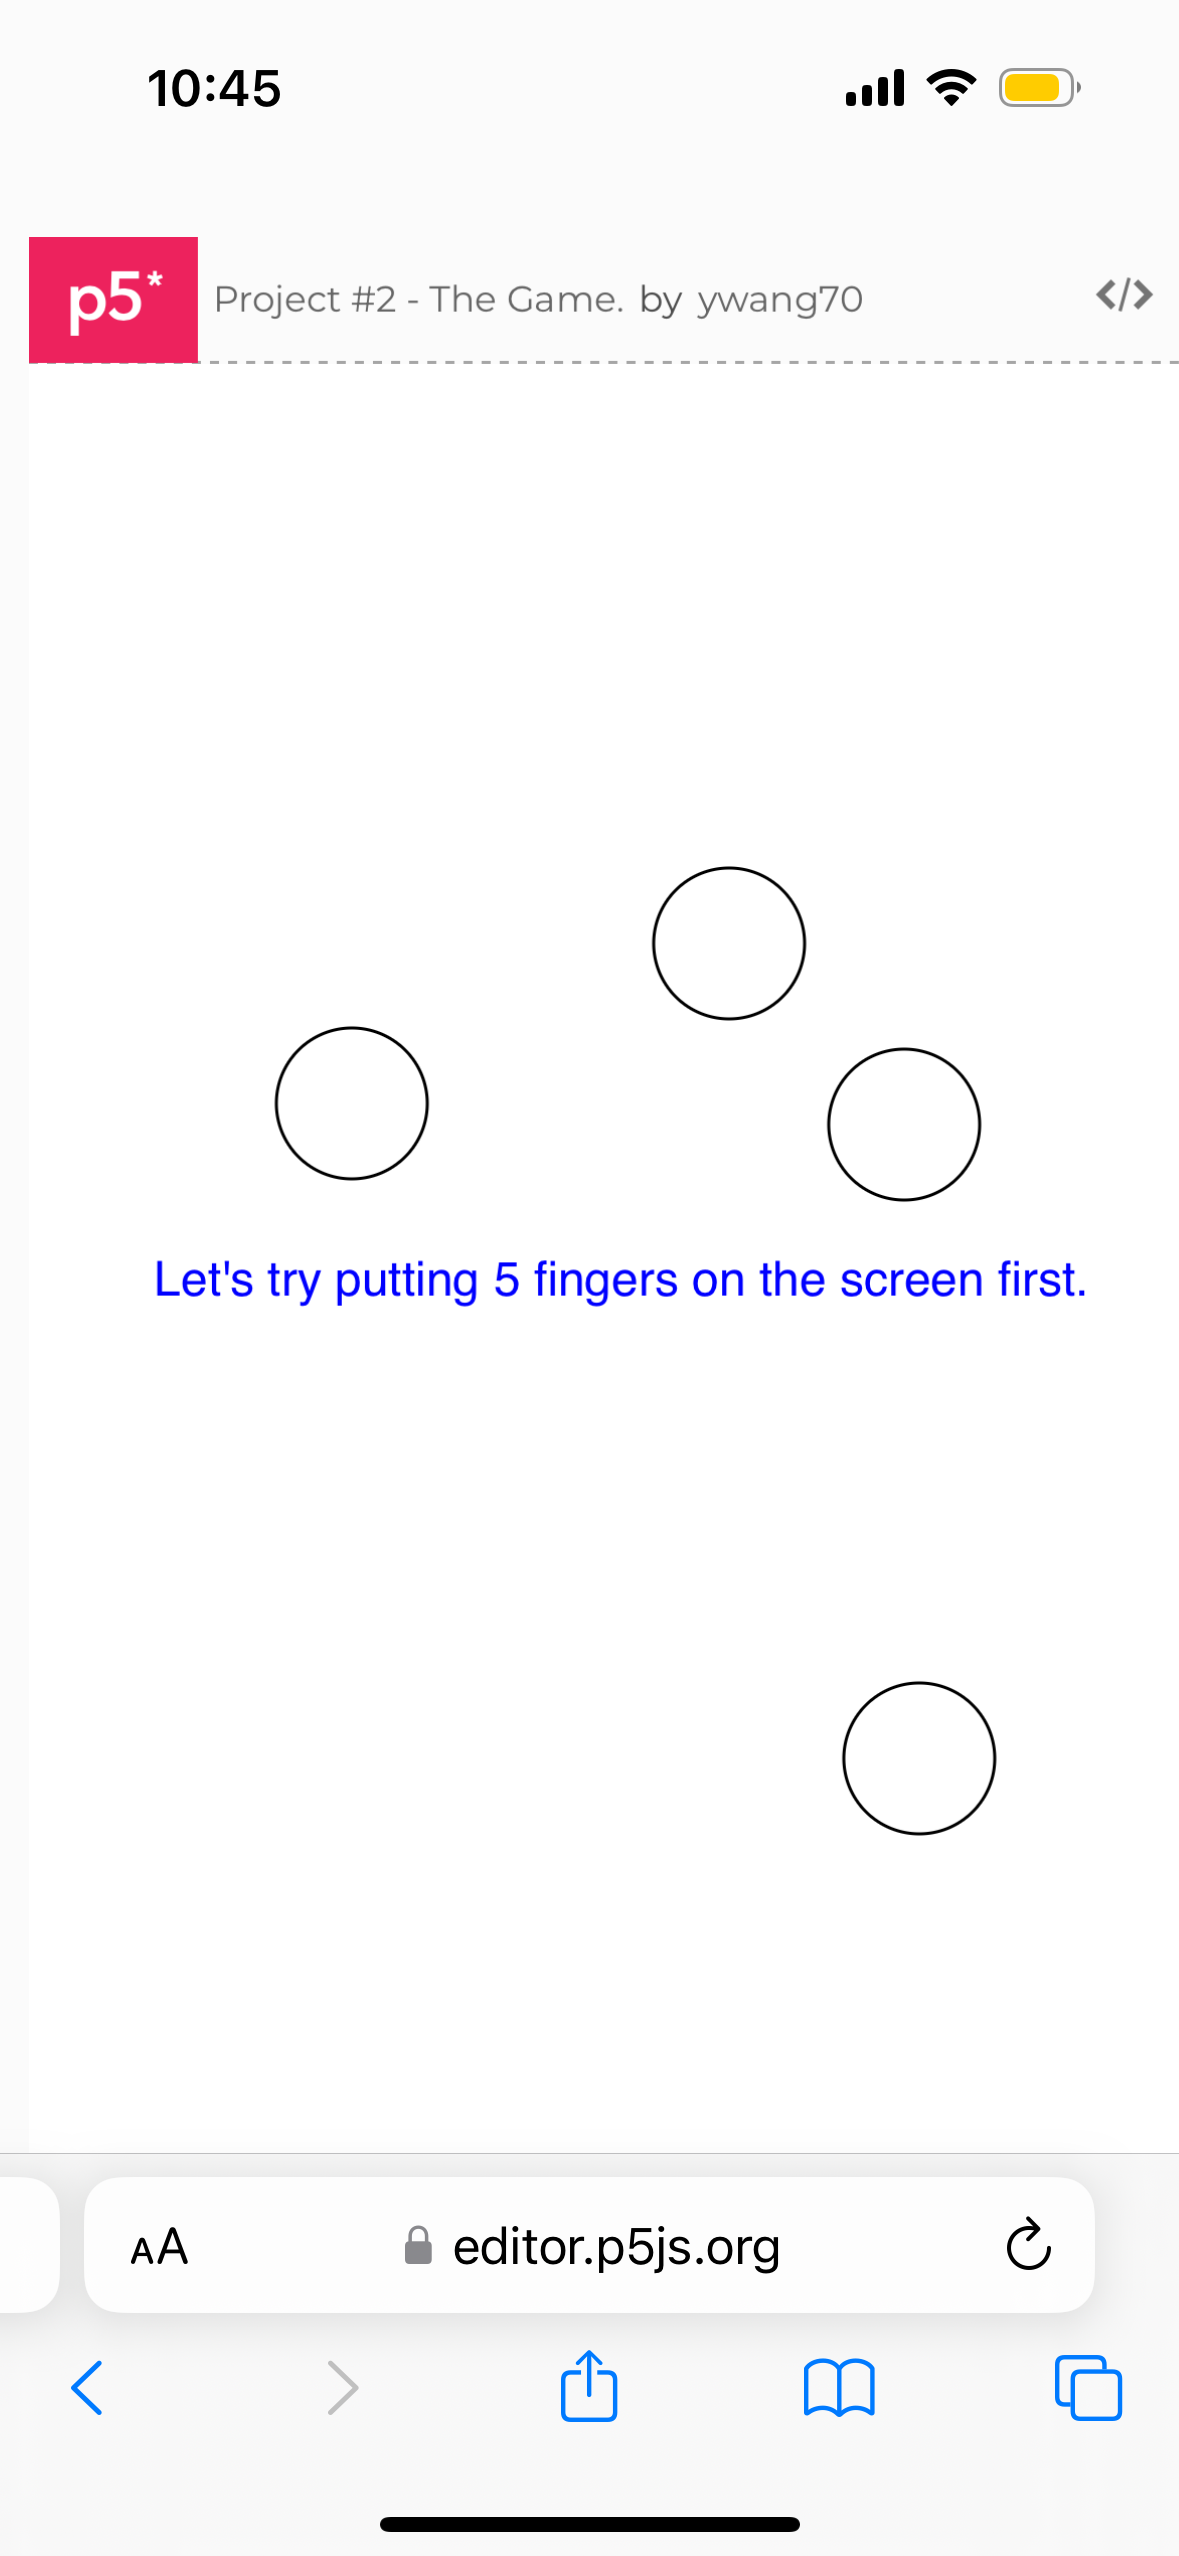 10:45
p5* Project #2 - The Game. by ywang70 </>
Let's try putting 5 fingers on the screen first.
AA editor.p5js.org